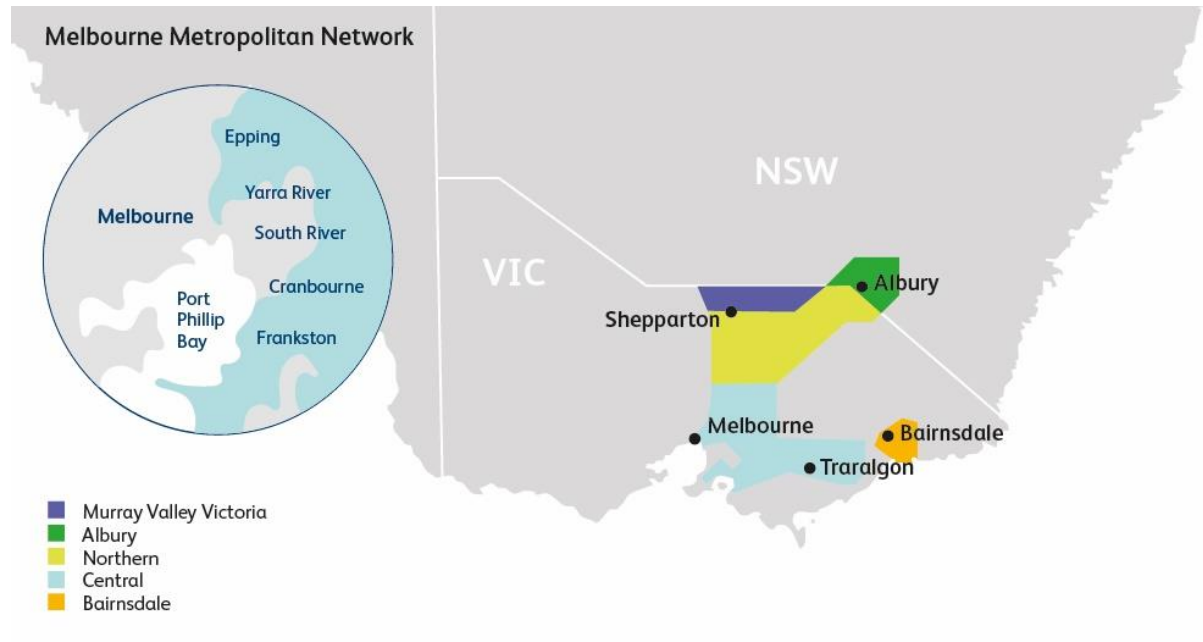 Melbourne Metropolitan Network
Epping
Yarra River
Melbourne
South River
Cranbourne
Port
Phillip
Bay
Frankston
NSW
VIC
Albury
Shepparton
Melbourne
Bairnsdale
Traralgon
Murray Valley Victoria
Albury
Northern
Central
Bairnsdale